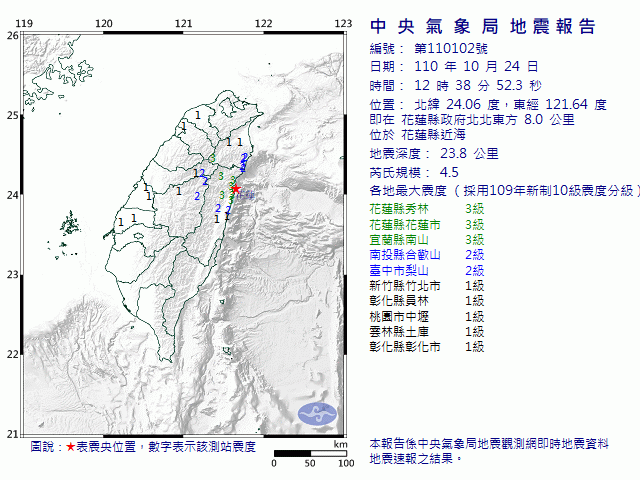 中央氣象局地震報告
編號： 第110102號
日期： 110 年 10 月 24 日
時間： 12 時 38 分 52.3 秒
位置： 北緯 24.06 度，東經 121.64 度
即在 花蓮縣政府北北東方 8.0 公里
位於 花蓮縣近海
地震深度： 23.8 公里
芮氏規模： 4.5
各地最大震度（採用109年新制10級震度分級）
花蓮縣秀林 3級
花蓮縣花蓮市 3級
宜蘭縣南山 3級
南投縣合歡山 2級
臺中市梨山 2級
新竹縣竹北市 1級
彰化縣員林 1級
桃園市中壢 1級
雲林縣土庫 1級
彰化縣彰化市 1級
本報告係中央氣象局地震觀測網即時地震資料
地震速報之結果。
119 120 121 122 123
26
25
24
23
22
21
1 1
1
1 1
3 2
2
2
1 2 3 3
2
1 1 1 2 3
1 1 2 2
1 1
圖說：★表震央位置，數字表示該測站震度
km
0 50 100